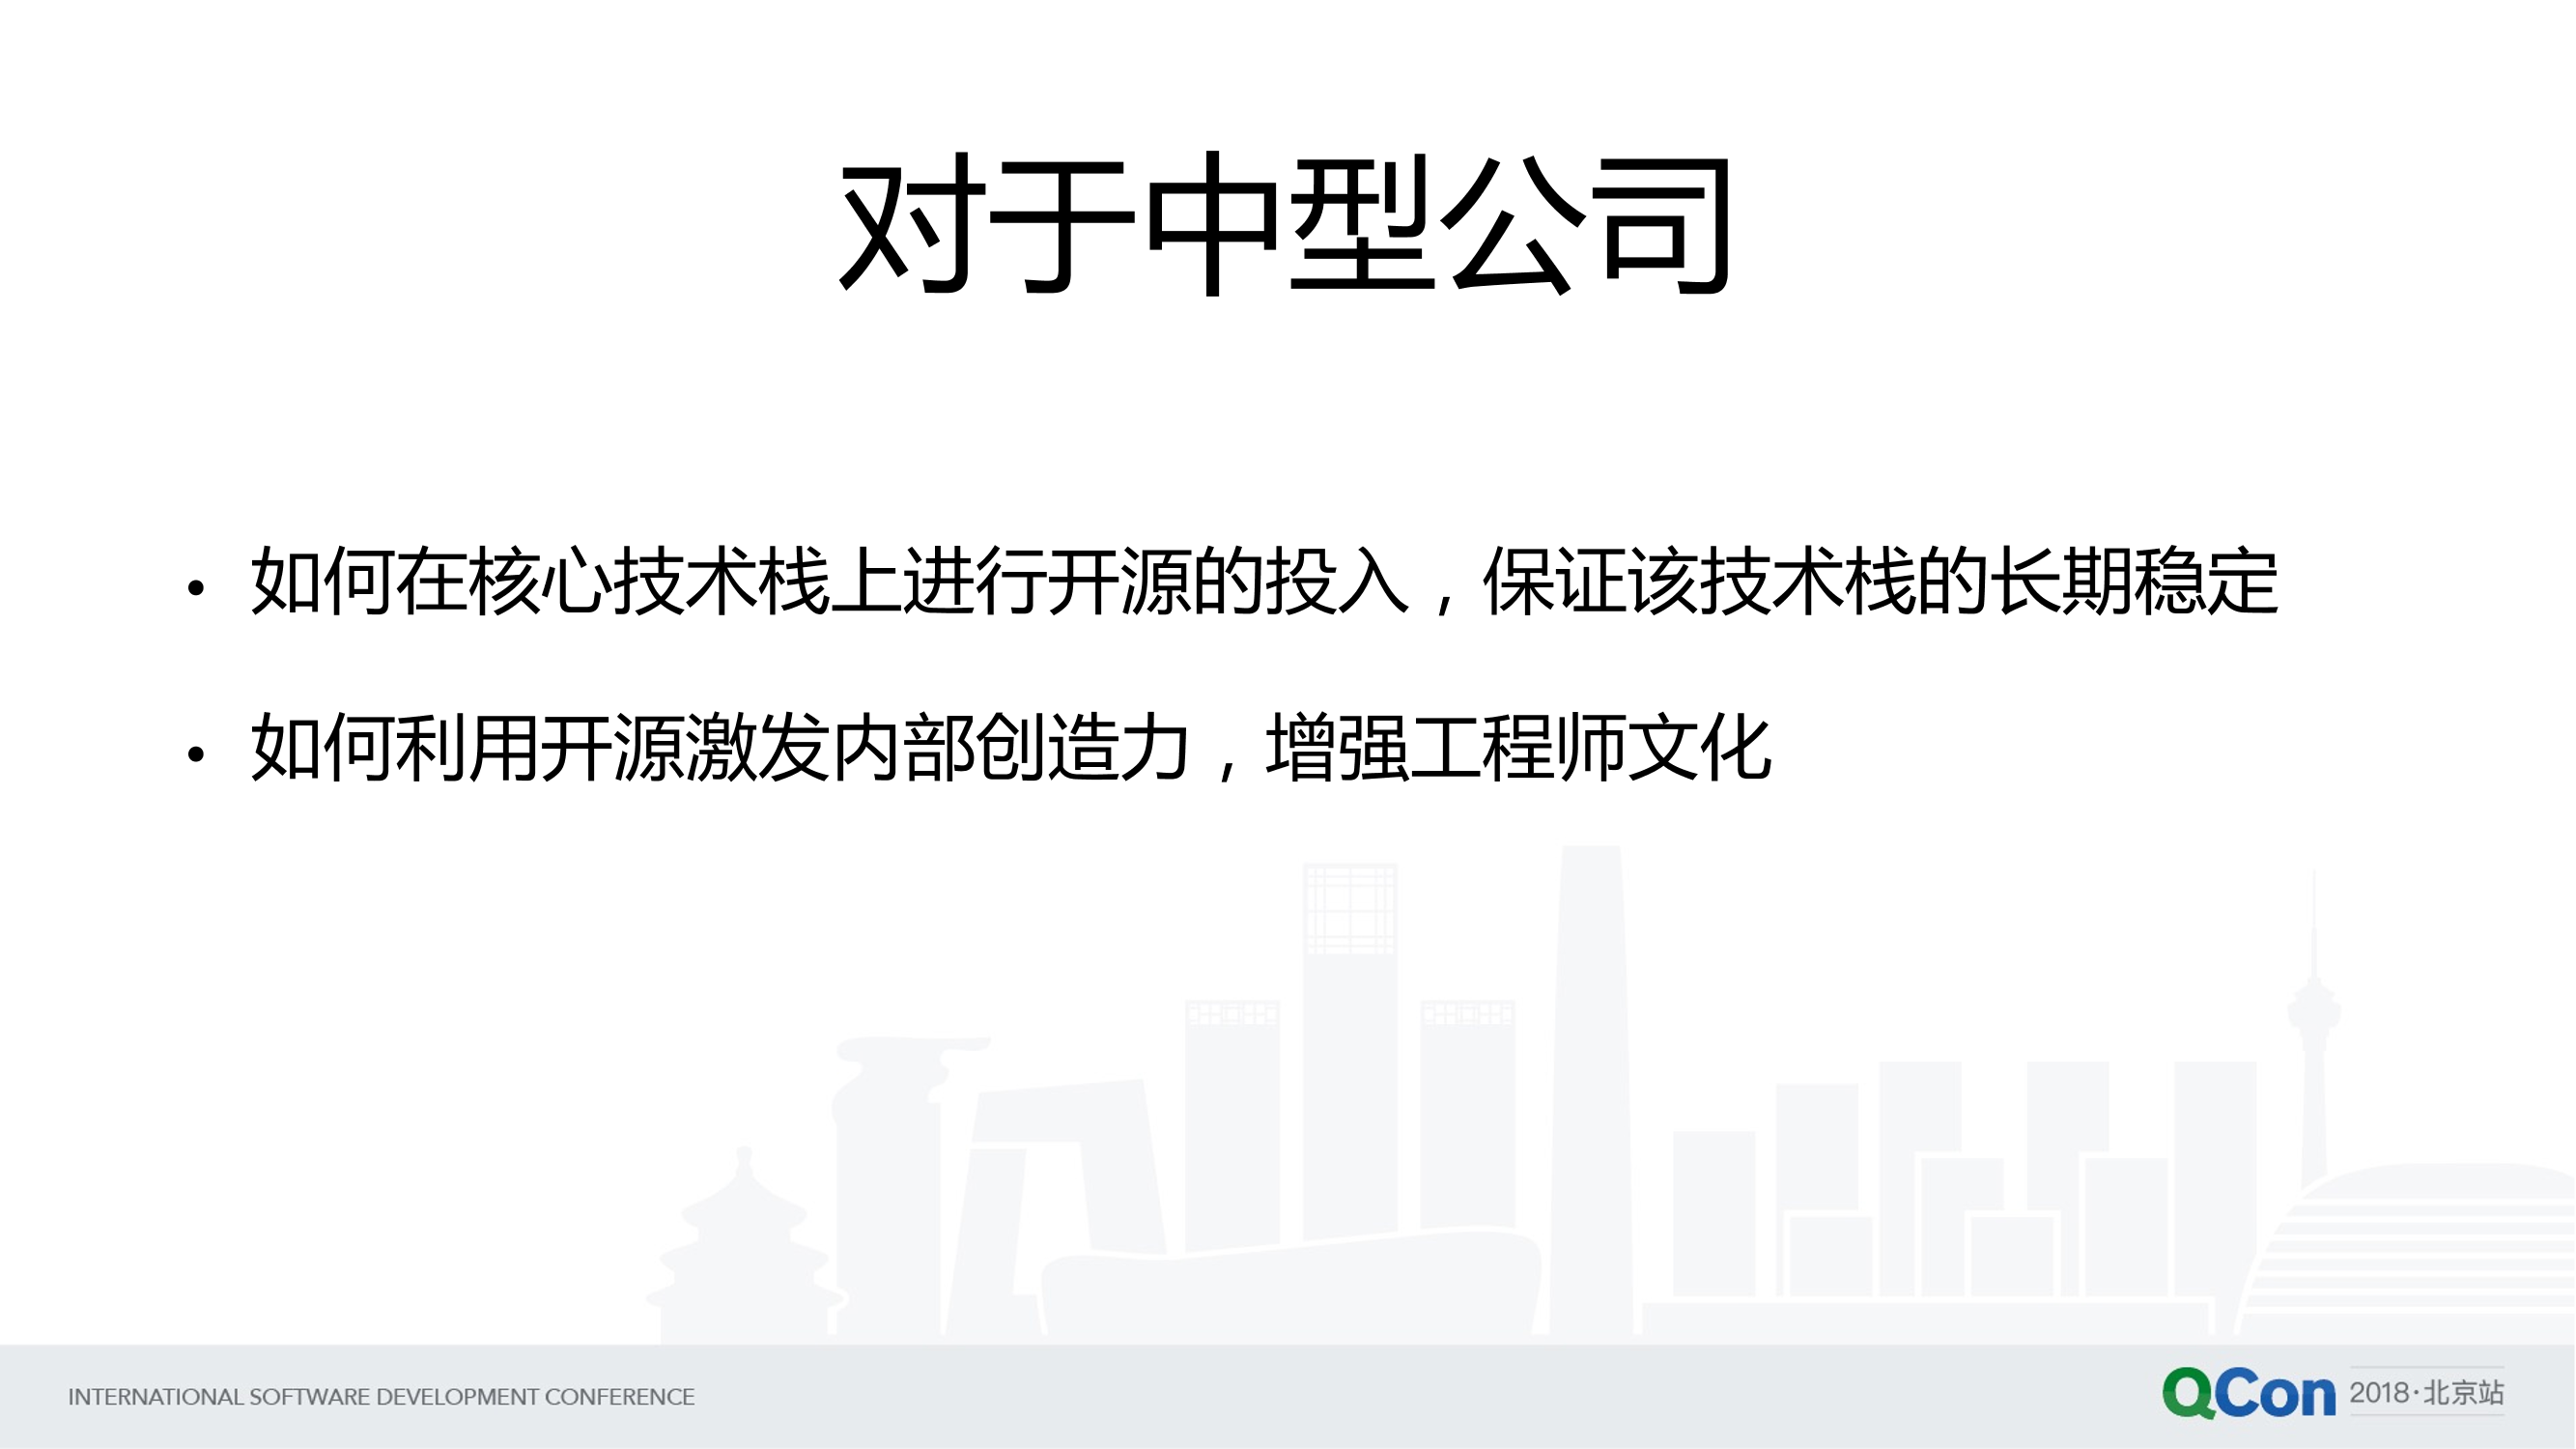 对于中型公司
• 如何在核心技术栈上进行开源的投入，保证该技术栈的长期稳定
• 如何利用开源激发内部创造力，增强工程师文化
INTERNATIONAL SOFTWARE DEVELOPMENT CONFERENCE
QCon 2018·北京站